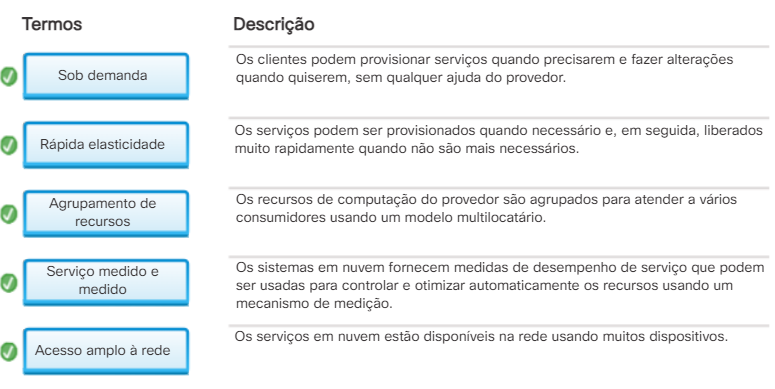 Termos
Descrição
Sob demanda
Os clientes podem provisionar serviços quando precisarem e fazer alterações
quando quiserem, sem qualquer ajuda do provedor.
Rápida elasticidade
Os serviços podem ser provisionados quando necessário e, em seguida, liberados
muito rapidamente quando não são mais necessários.
Agrupamento de
recursos
Os recursos de computação do provedor são agrupados para atender a vários
consumidores usando um modelo multilocatário.
Serviço medido e
medido
Os sistemas em nuvem fornecem medidas de desempenho de serviço que podem
ser usadas para controlar e otimizar automaticamente os recursos usando um
mecanismo de medição.
Acesso amplo à rede
Os serviços em nuvem estão disponíveis na rede usando muitos dispositivos.